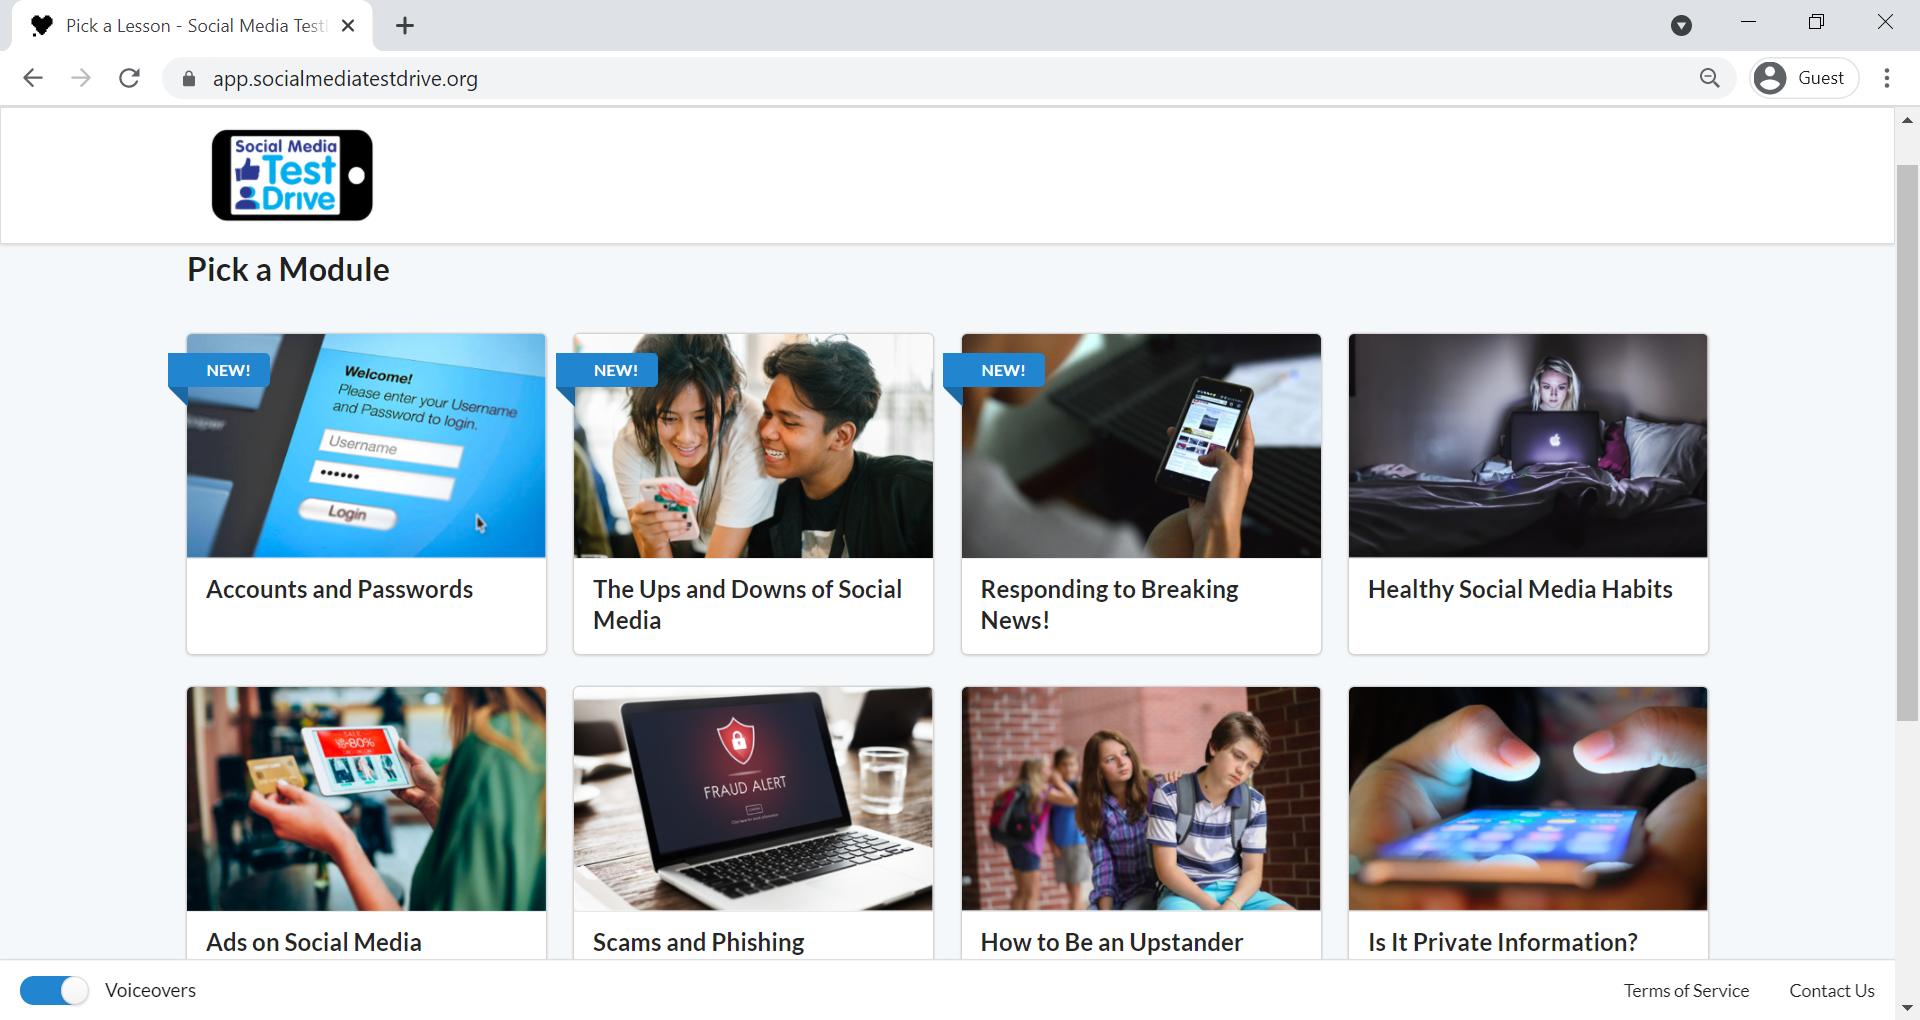 Pick a Lesson - Social Media Test
app.socialmediatestdrive.org
Guest
Social Media
Test
Drive
Pick a Module
NEW!
Welcome!
Please enter your Username
and Password to login.
Username
Login
NEW!
NEW!
Accounts and Passwords
The Ups and Downs of Social
Media
Responding to Breaking
News!
Healthy Social Media Habits
SALE
80%
FRAUD ALERT
Ads on Social Media
Scams and Phishing
How to Be an Upstander
Is It Private Information?
Voiceovers
Terms of Service
Contact Us